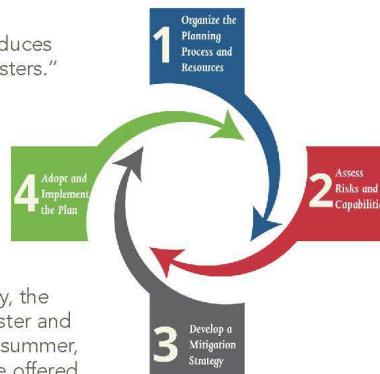 duces
sters.”
1
Organize the
Planning
Process and
Resources
2
Assess
Risks and
Capabilitie
4
Adopt and
Implement
the Plan
3
Develop a
Mitigation
Strategy
y, the
ster and
summer,
e offered